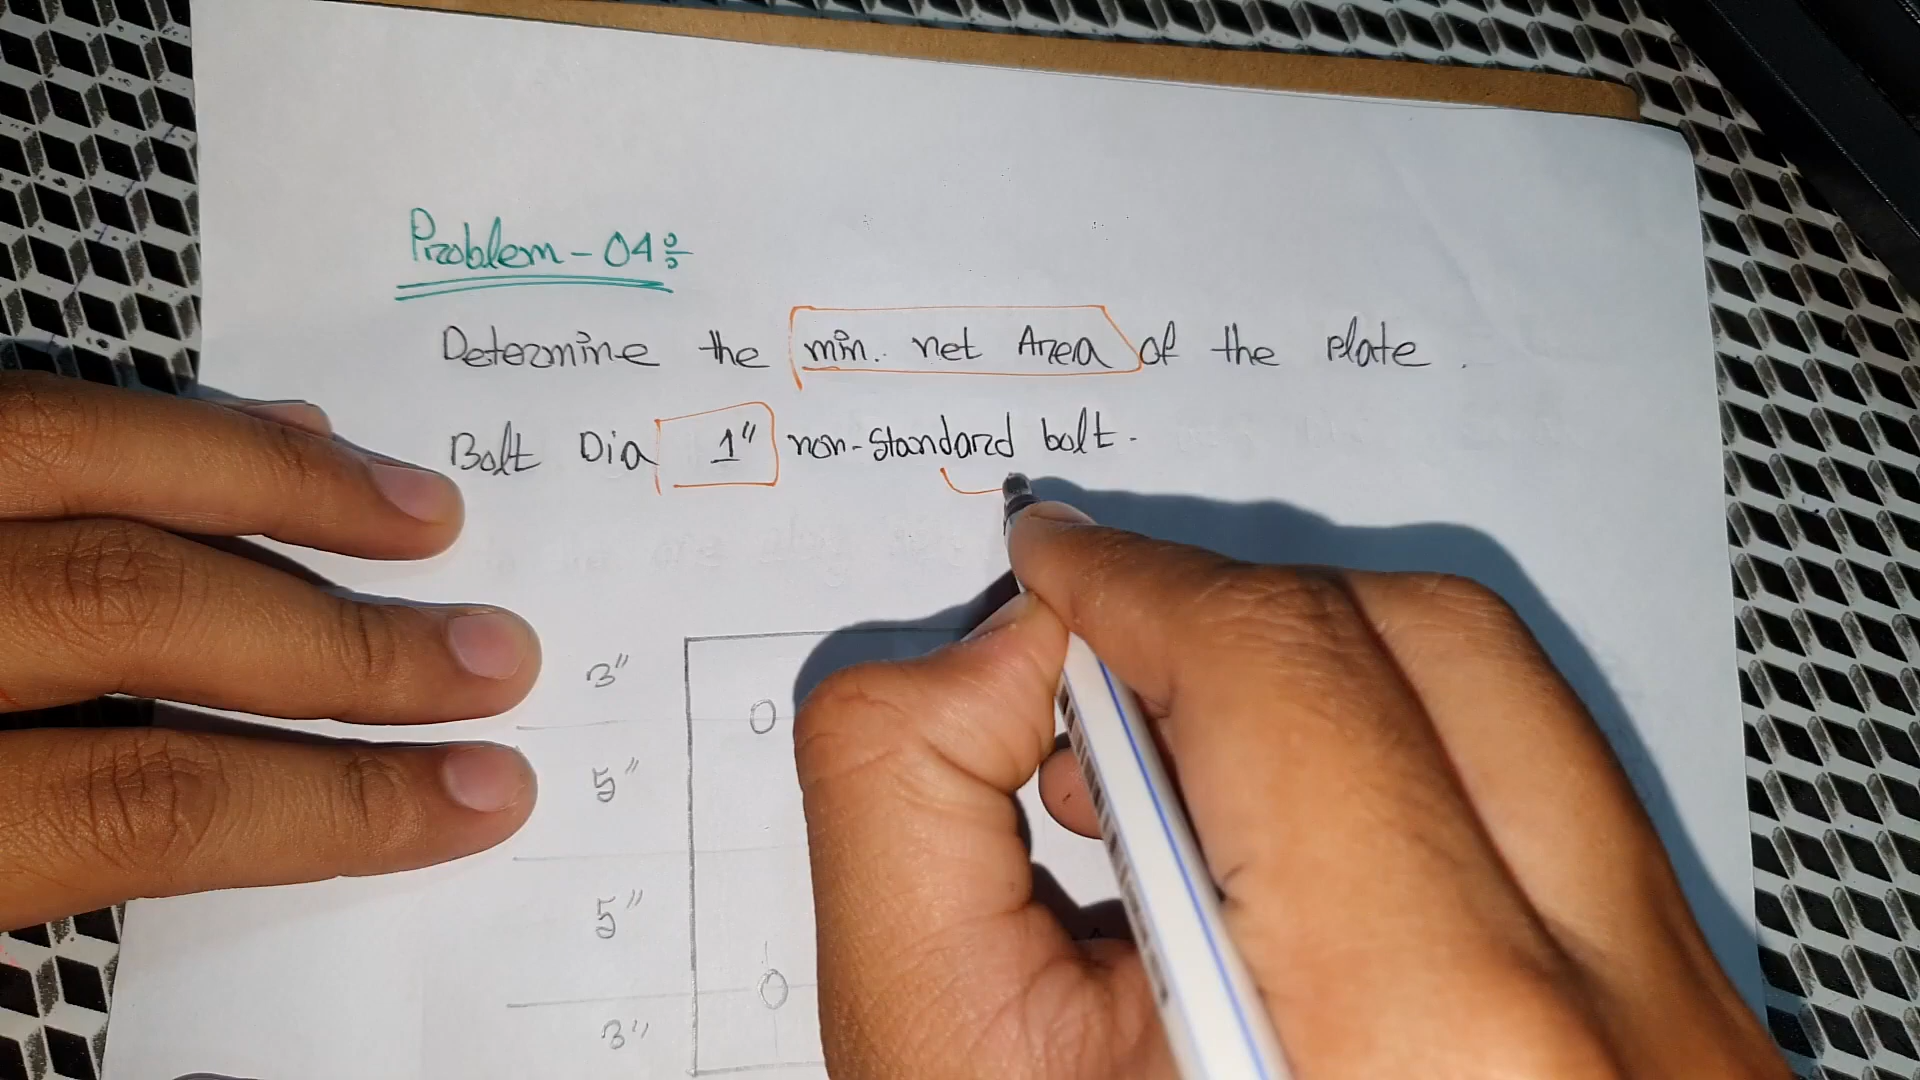 Problem-04:
Determine the min. net Area of the plate.
Bolt Dia 1" non-standard bolt.
3"
5"
5"
3"